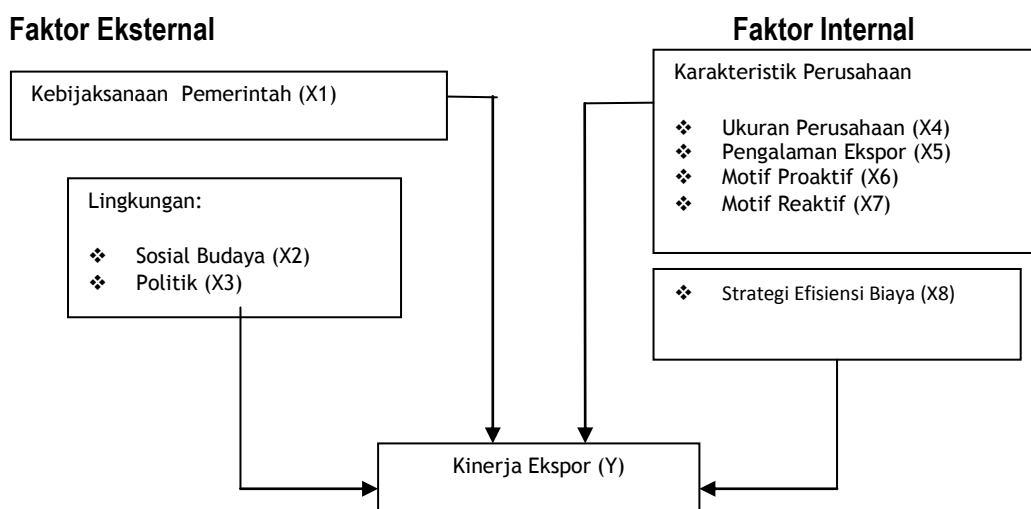 Faktor Eksternal
Kebijaksanaan Pemerintah (X1)
Lingkungan:
❖ Sosial Budaya (X2)
❖ Politik (X3)
Faktor Internal
Karakteristik Perusahaan
❖ Ukuran Perusahaan (X4)
❖ Pengalaman Ekspor (X5)
❖ Motif Proaktif (X6)
❖ Motif Reaktif (X7)
❖ Strategi Efisiensi Biaya (X8)
Kinerja Ekspor (Y)